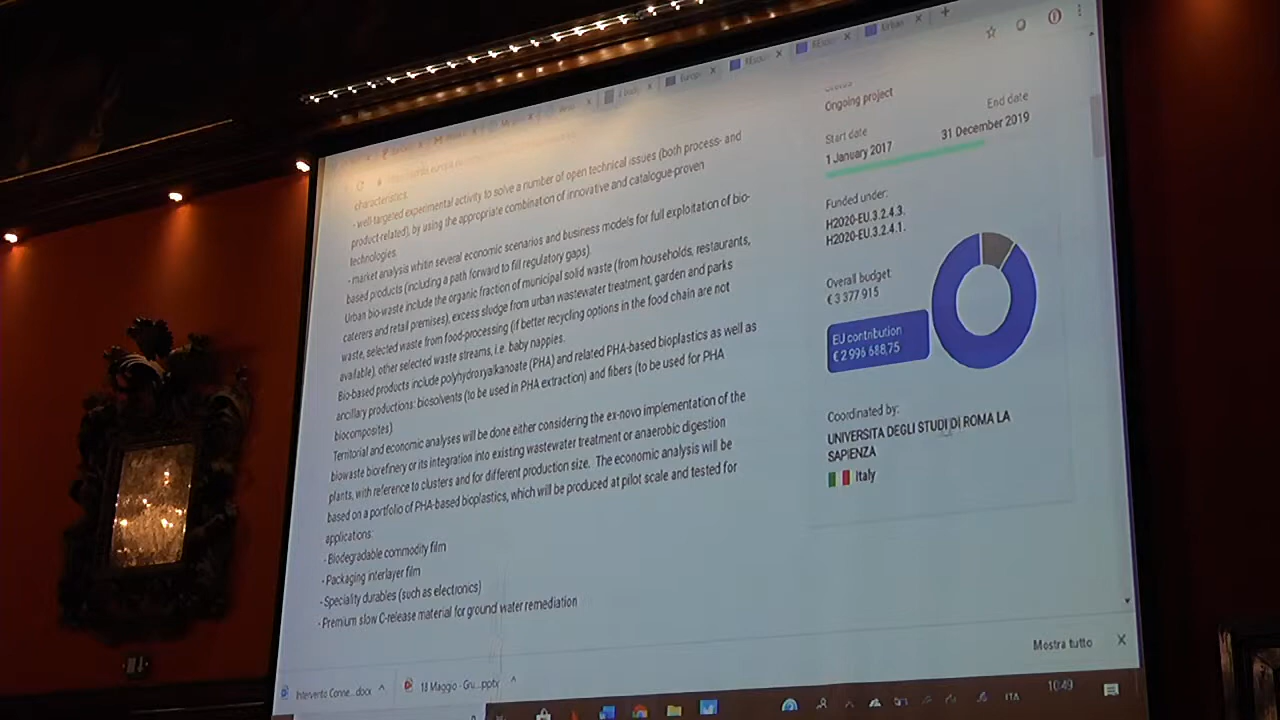 characteristics.
- well-targeted experimental activity to solve a number of open technical issues (both process- and
product-related), by using the appropriate combination of innovative and catalogue-proven
technologies.
- market analysis whitin several economic scenarios and business models for full exploitation of bio-
based products (including a path forward to fill regulatory gaps).
Urban bio-waste include the organic fraction of municipal solid waste (from households, restaurants,
caterers and retail premises), excess sludge from urban wastewater treatment, garden and parks
waste, selected waste from food-processing (if better recycling options in the food chain are not
available), other selected waste streams, i.e. baby nappies.
Bio-based products include polyhydroxyalkanoate (PHA) and related PHA-based bioplastics as well as
ancillary productions: biosolvents (to be used in PHA extraction) and fibers (to be used for PHA
biocomposites)
Territorial and economic analyses will be done either considering the ex-novo implementation of the
biowaste biorefinery or its integration into existing wastewater treatment or anaerobic digestion
plants, with reference to clusters and for different production size. The economic analysis will be
based on a portfolio of PHA-based bioplastics, which will be produced at pilot scale and tested for
applications:
- Biodegradable commodity film
- Packaging interlayer film
- Speciality durables (such as electronics)
- Premium slow C-release material for ground water remediation
Ongoing project
Start date
End date
1 January 2017
31 December 2019
Funded under:
H2020-EU.3.2.4.3.
H2020-EU.3.2.4.1.
Overall budget:
€ 3 377 915
EU contribution
€ 2 996 688,75
Coordinated by:
UNIVERSITA DEGLI STUDI DI ROMA LA
SAPIENZA
Italy
Mostra tutto
Intervento Conne...docx
18 Maggio - Gru...pptx
ITA
10:49